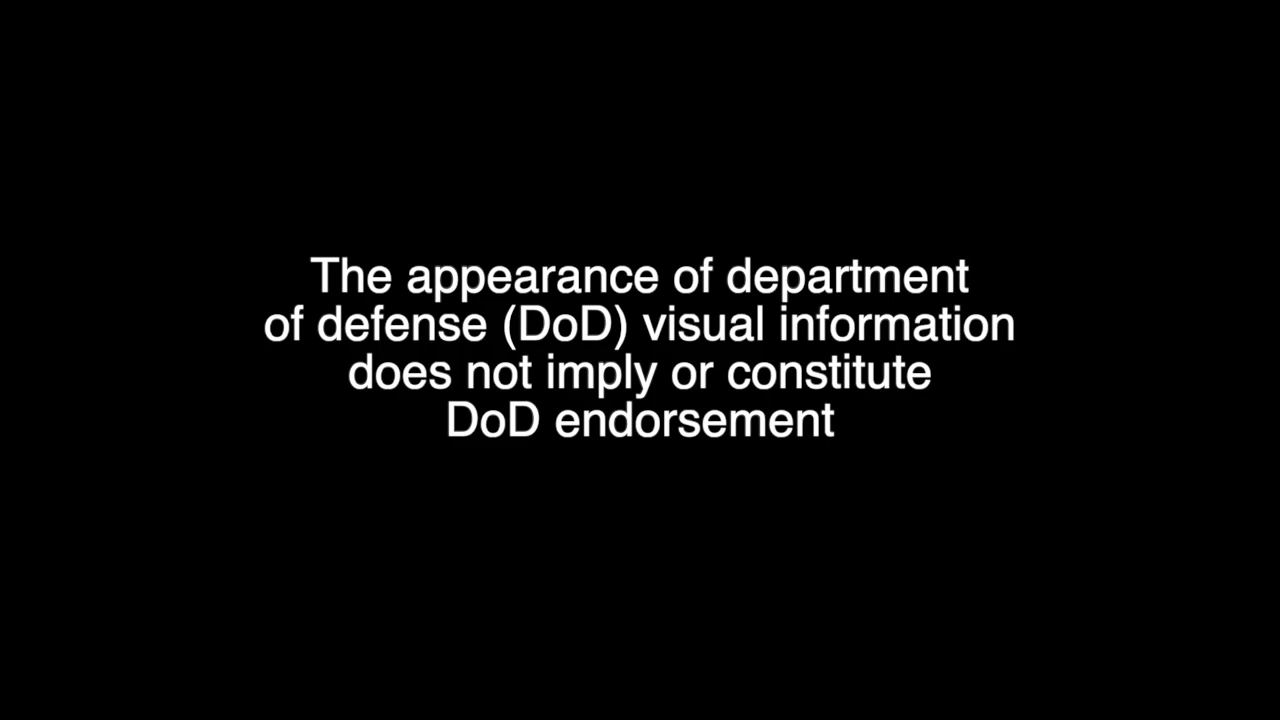 The appearance of department
of defense (DoD) visual information
does not imply or constitute
DoD endorsement